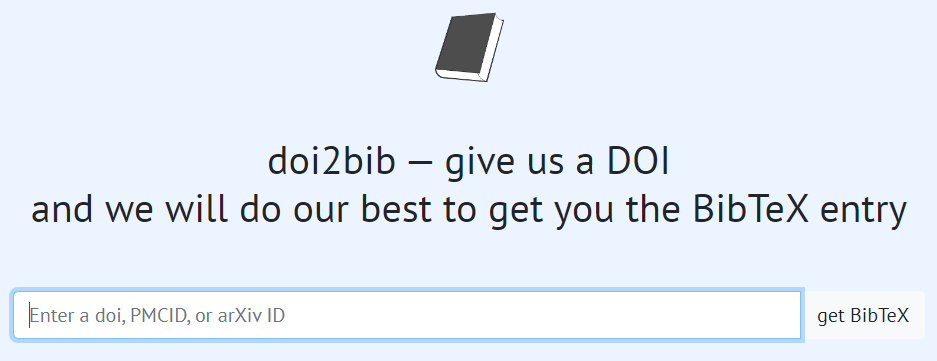 doi2bib — give us a DOI
and we will do our best to get you the BibTeX entry
Enter a doi, PMCID, or arXiv ID
get BibTeX